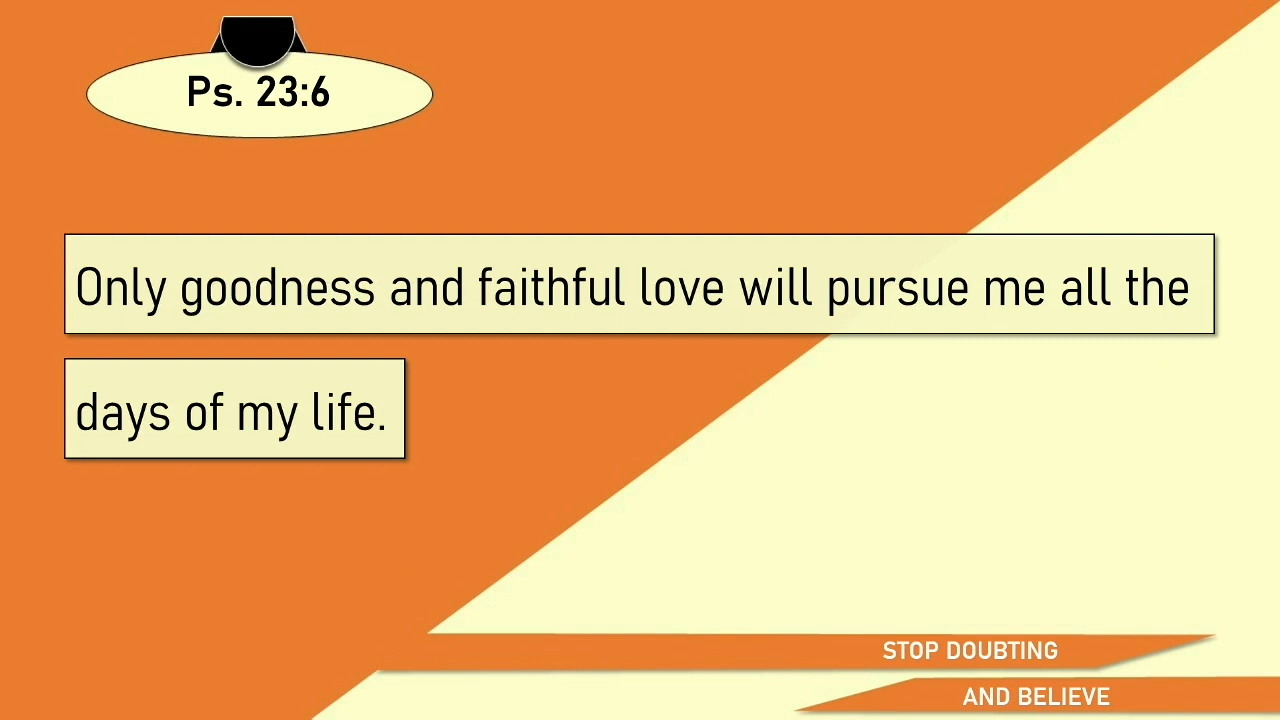 Ps. 23:6
Only goodness and faithful love will pursue me all the
days of my life.
STOP DOUBTING
AND BELIEVE